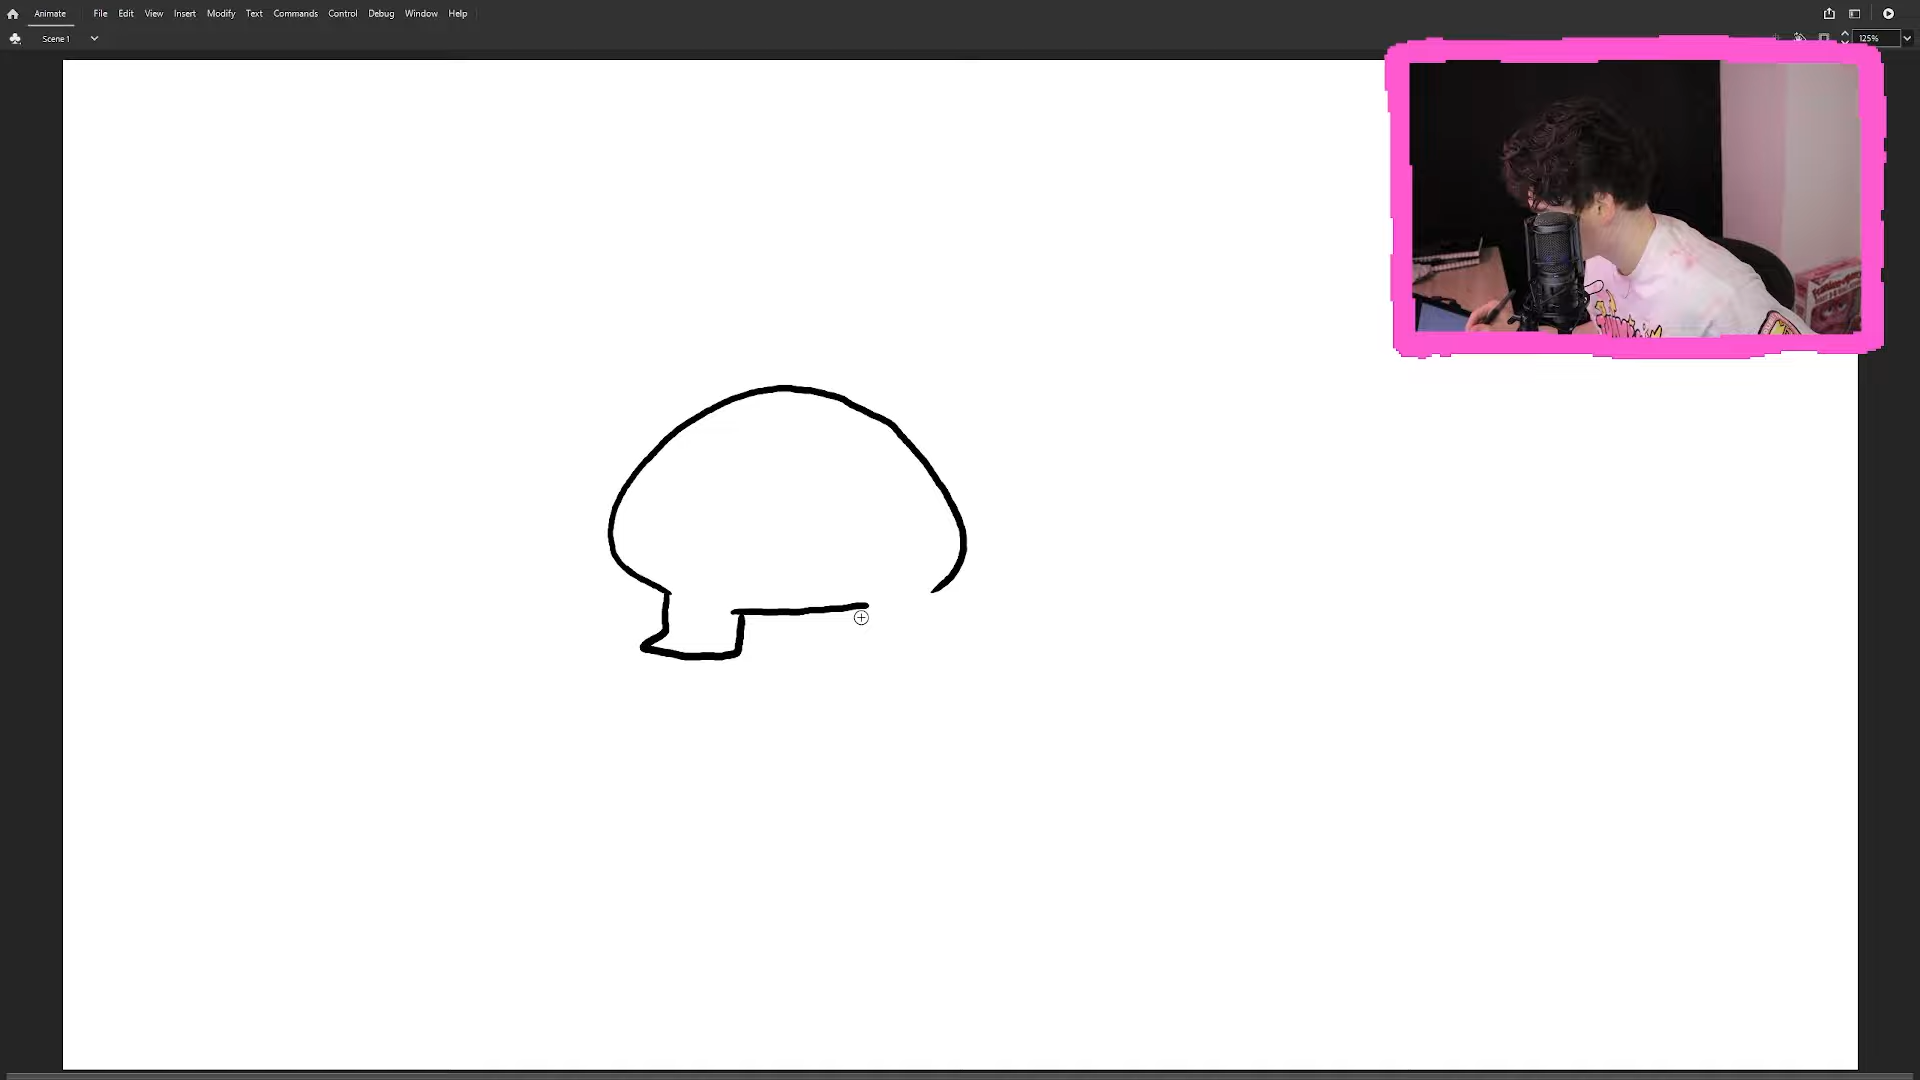 Animate File Edit View Insert Modify Text Commands Control Debug Window Help
Scene 1
125%